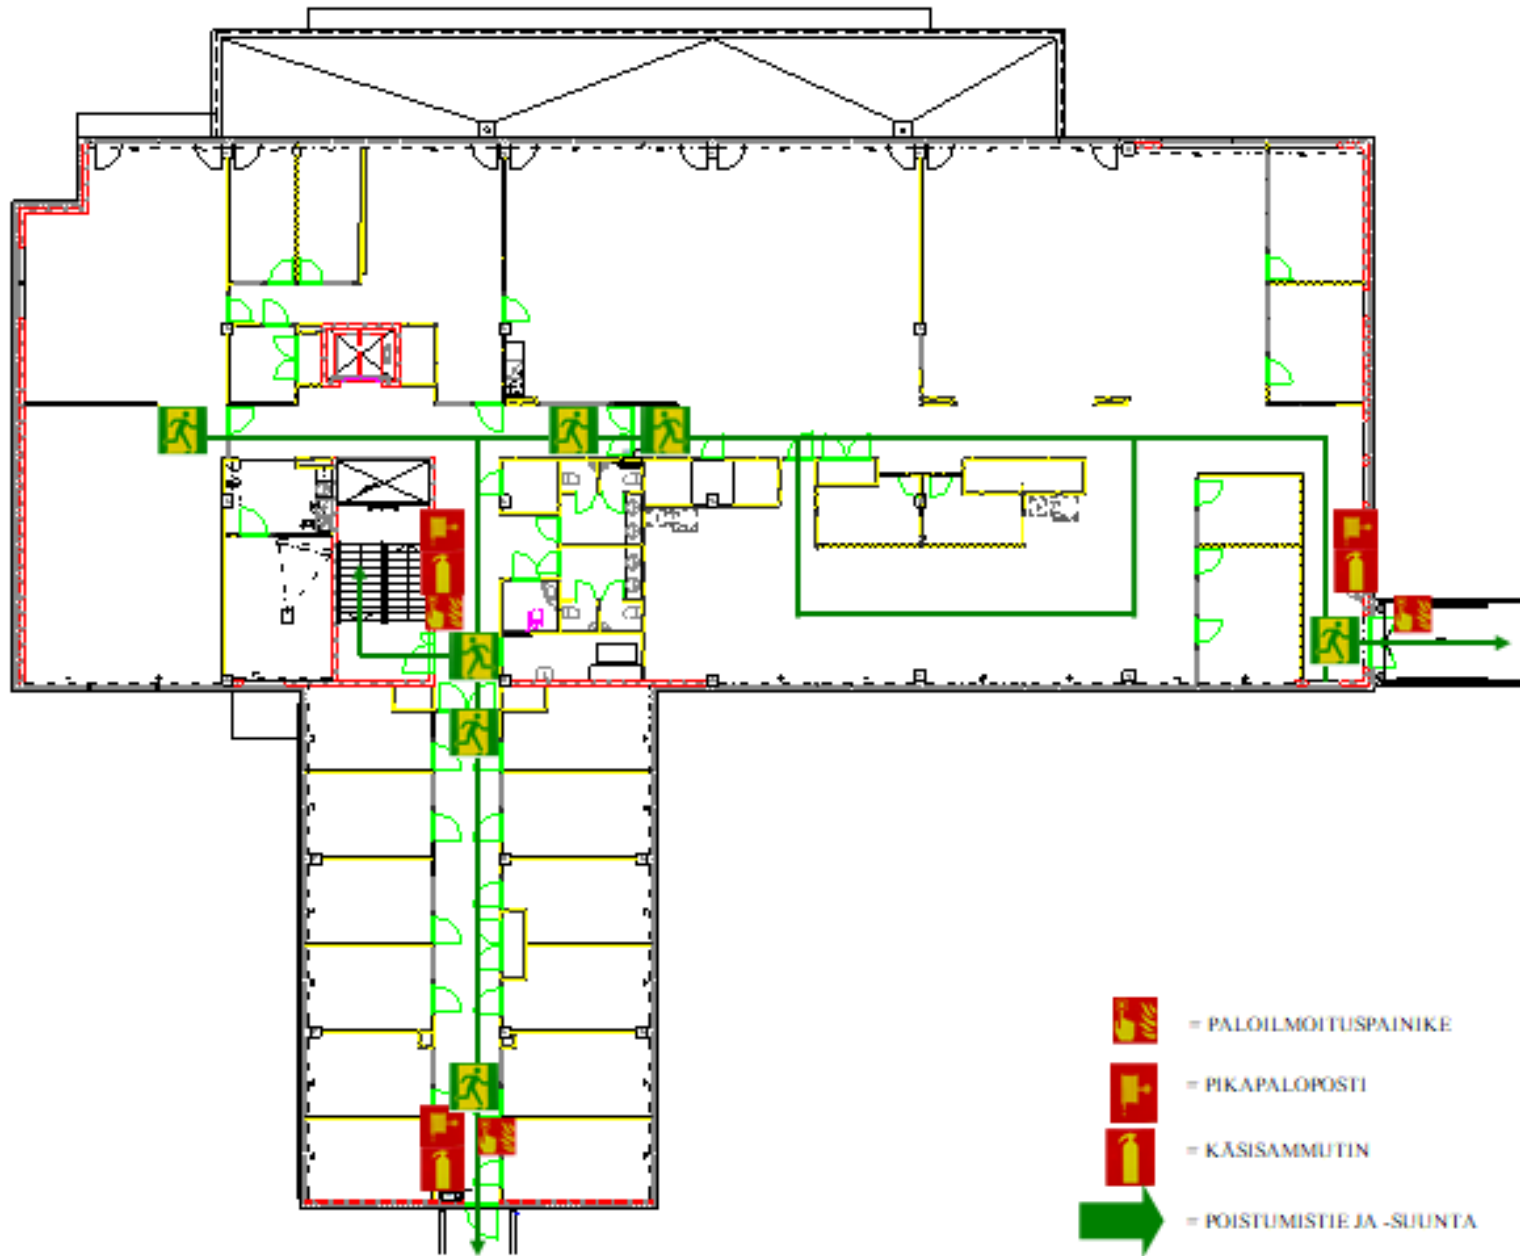 = PALOILMOITUSPAINIKE
= PIKAPALOPOSTI
= KÄSISAMMUTIN
= POISTUMISTIE JA -SUUNTA